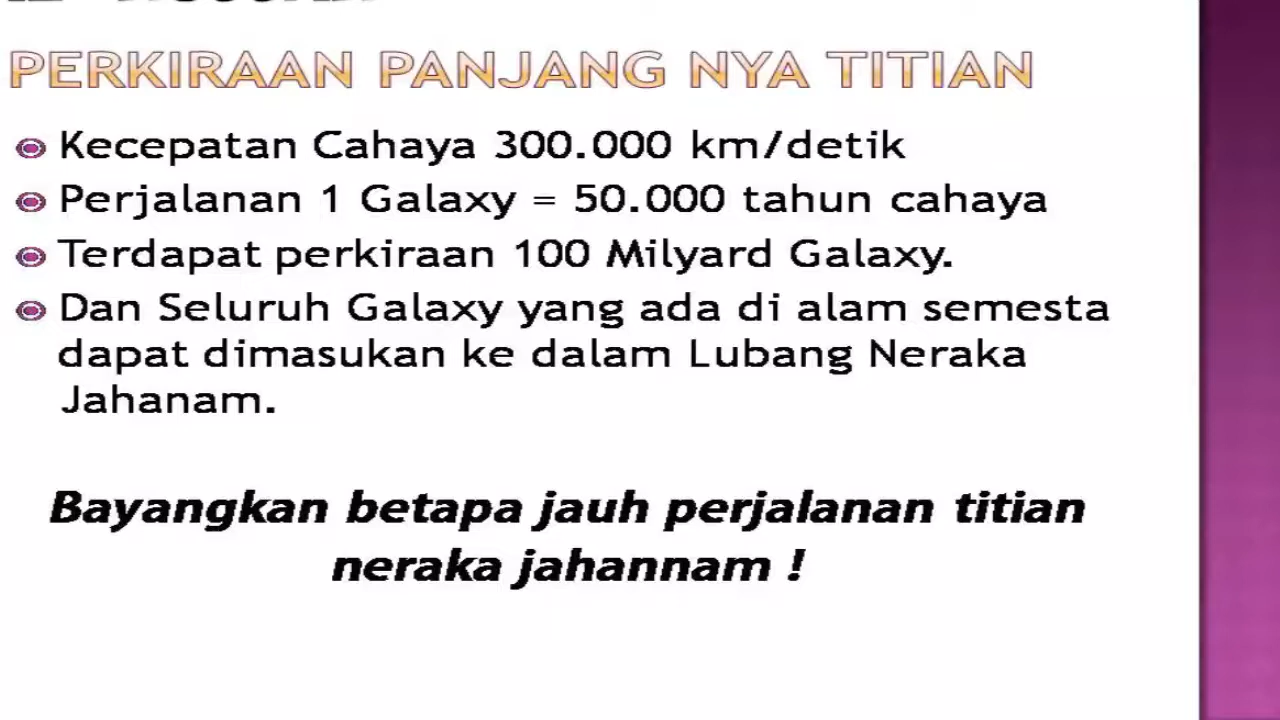 PERKIRAAN PANJANG NYA TITIAN
Kecepatan Cahaya 300.000 km/detik
Perjalanan 1 Galaxy = 50.000 tahun cahaya
Terdapat perkiraan 100 Milyard Galaxy.
Dan Seluruh Galaxy yang ada di alam semesta
dapat dimasukan ke dalam Lubang Neraka
Jahanam.
Bayangkan betapa jauh perjalanan titian
neraka jahannam !